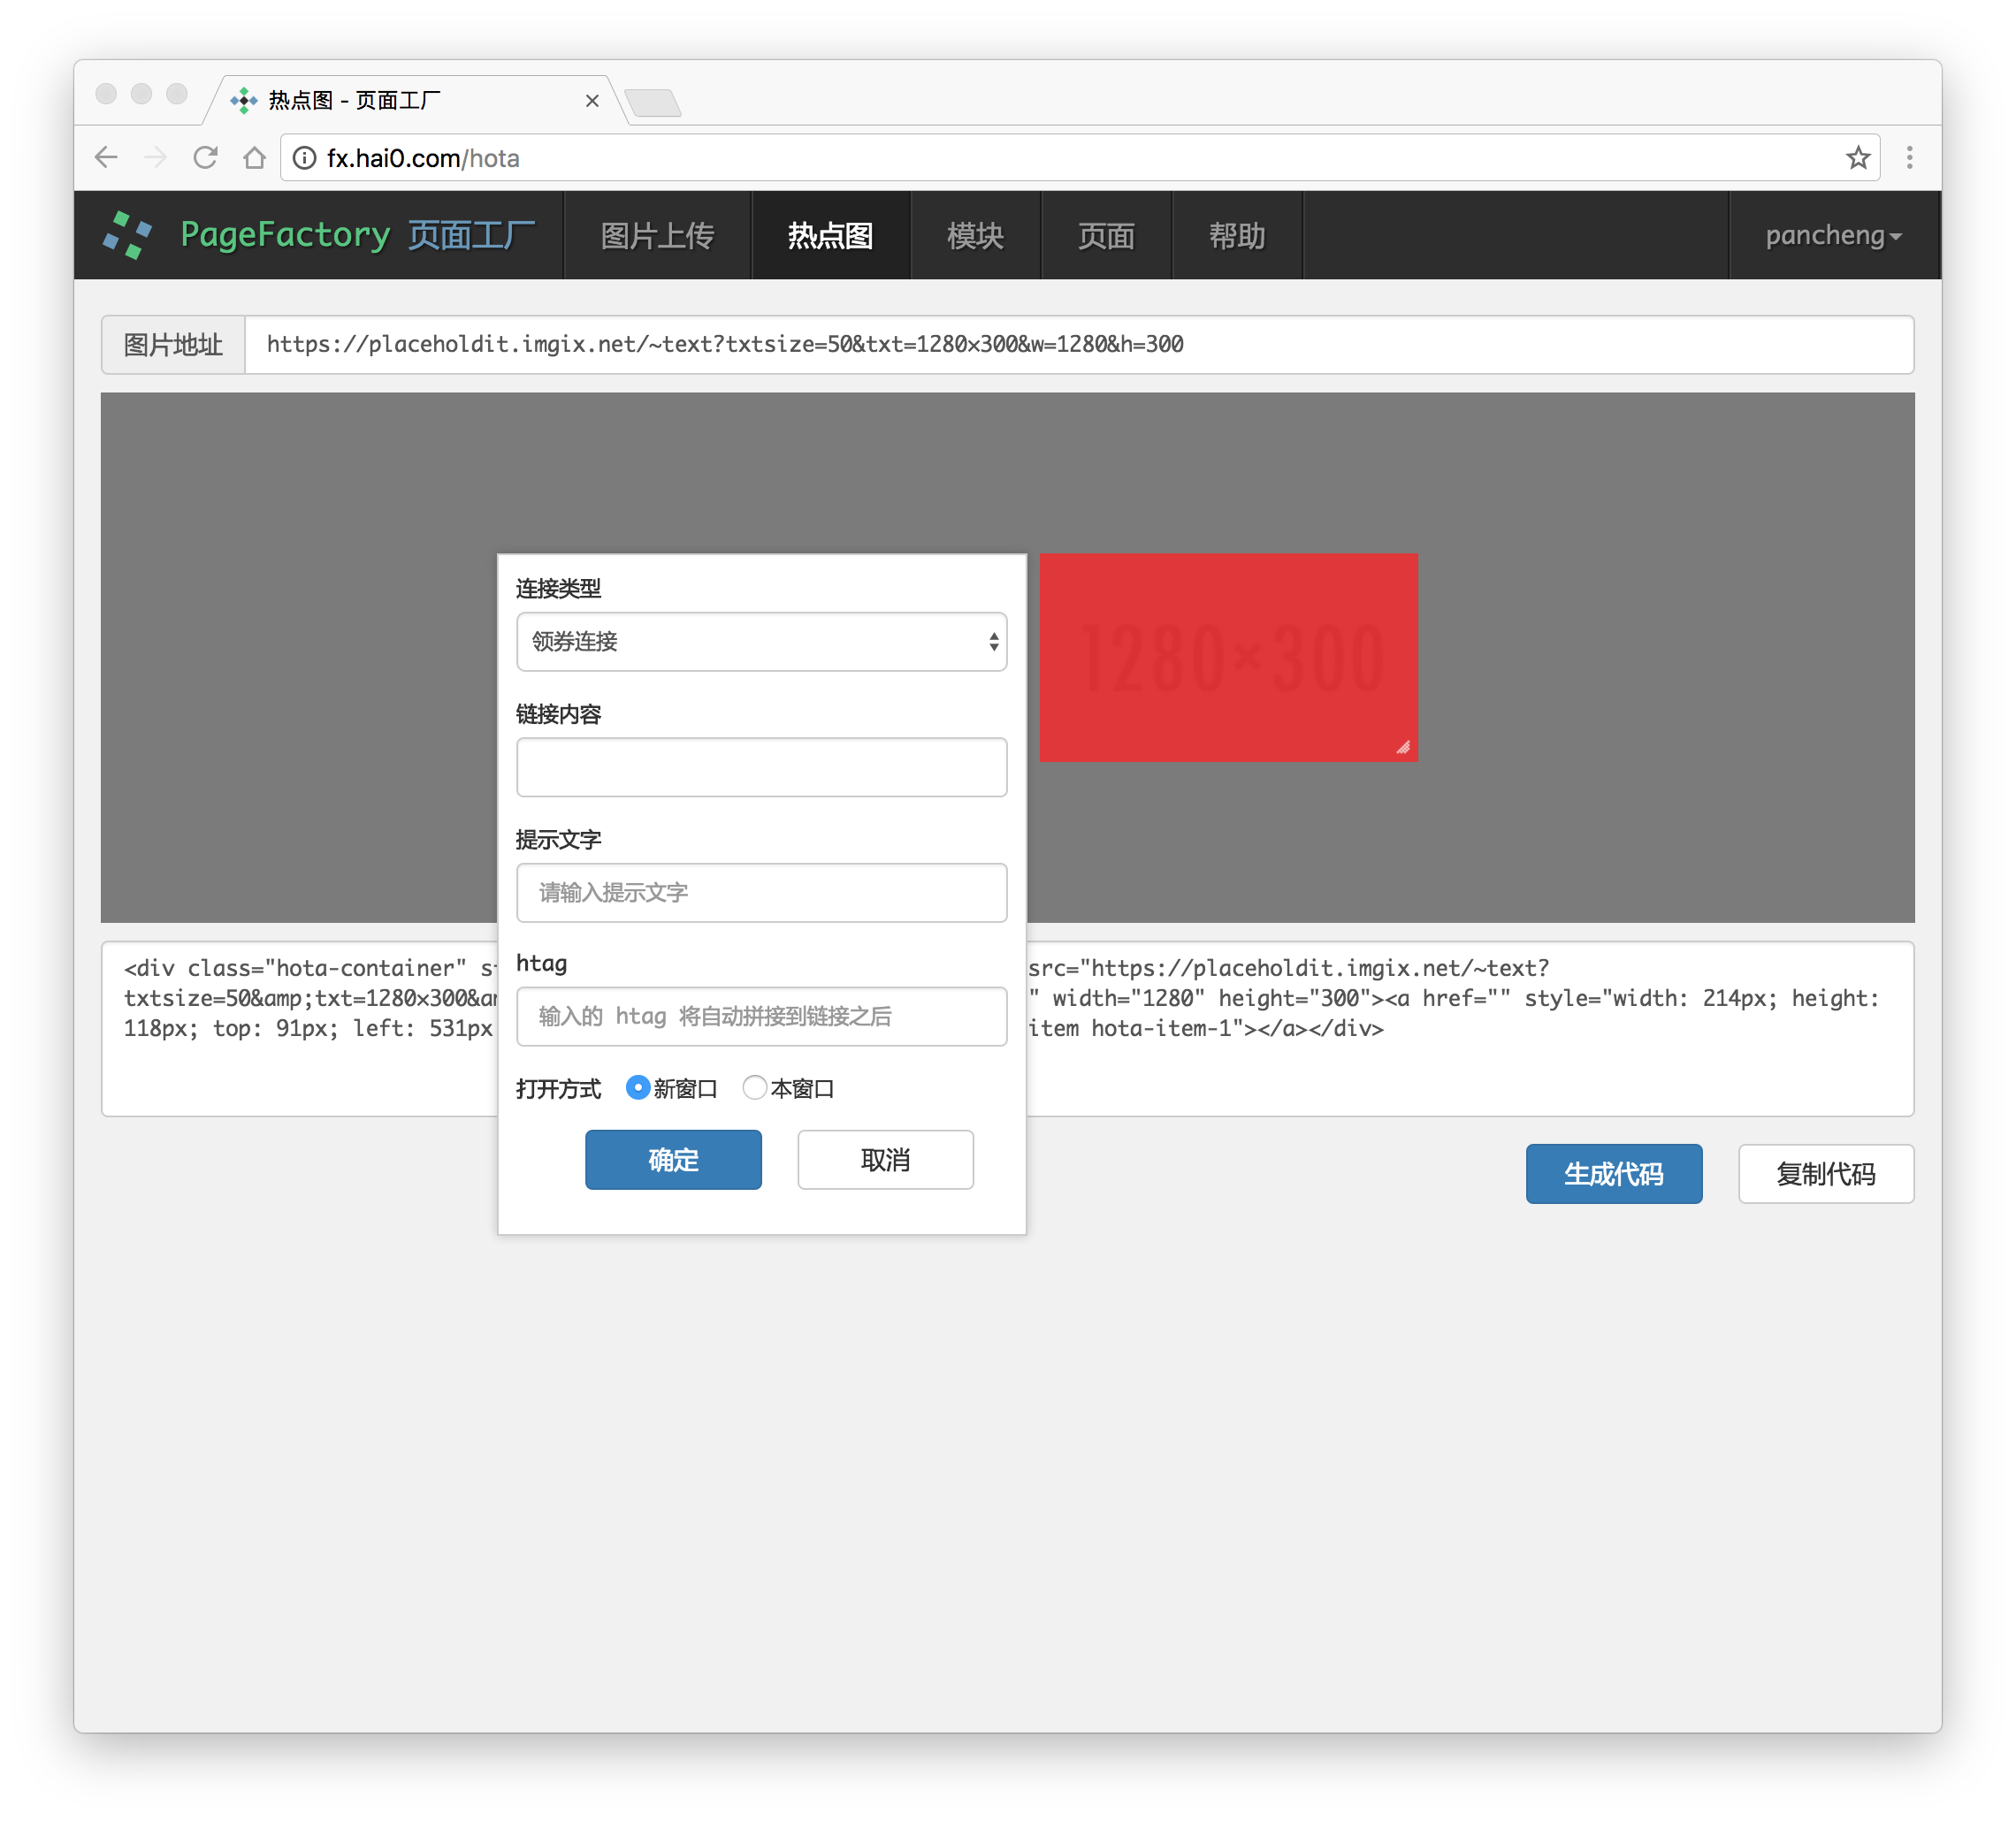 热点图 - 页面工厂
fx.hai0.com/hota
PageFactory 页面工厂 图片上传 热点图 模块 页面 帮助 pancheng
图片地址 https://placeholdit.imgix.net/~text?txtsize=50&txt=1280×300&w=1280&h=300
1280×300
连接类型
领券连接
链接内容
提示文字
请输入提示文字
htag
输入的 htag 将自动拼接到链接之后
打开方式 新窗口 本窗口
确定 取消
<div class="hota-container" st src="https://placeholdit.imgix.net/~text?
txtsize=50&amp;txt=1280×300&a " width="1280" height="300"><a href="" style="width: 214px; height:
118px; top: 91px; left: 531px item hota-item-1"></a></div>
生成代码 复制代码